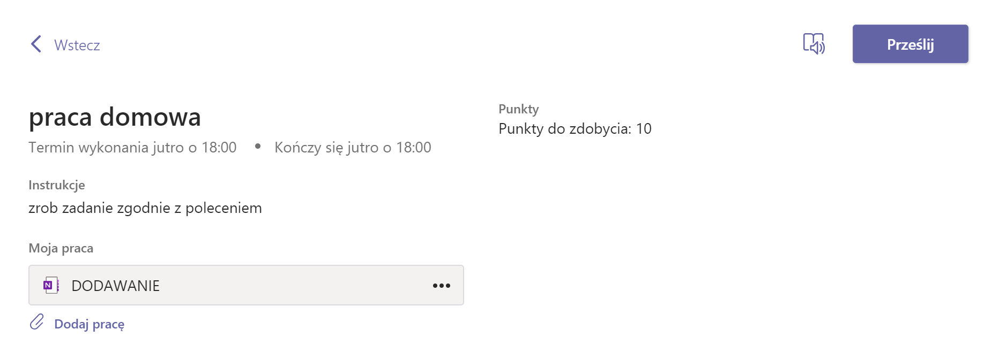 Wstecz
Prześlij
praca domowa
Termin wykonania jutro o 18:00 • Kończy się jutro o 18:00
Punkty
Punkty do zdobycia: 10
Instrukcje
zrob zadanie zgodnie z poleceniem
Moja praca
N DODAWANIE
Dodaj pracę